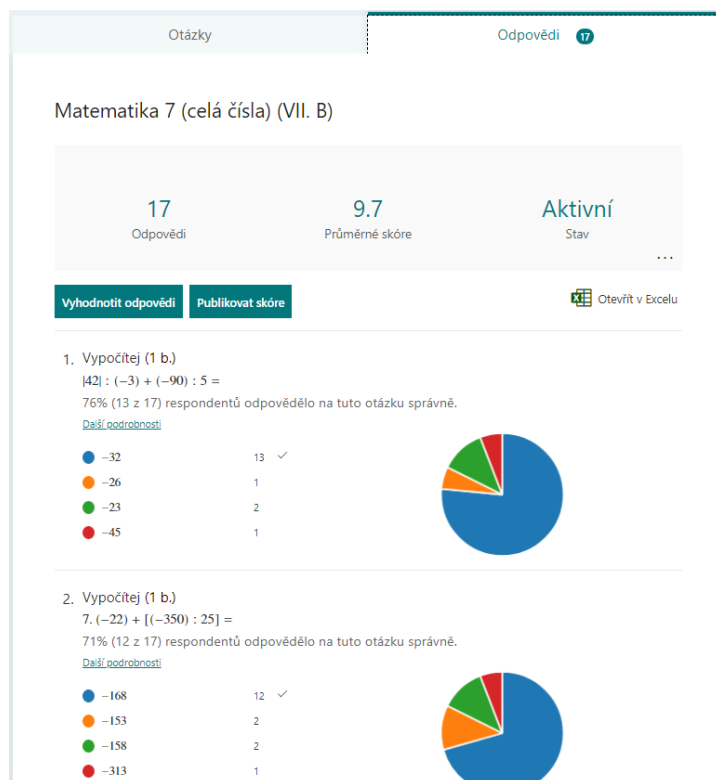 Otázky
Odpovědi 17
Matematika 7 (celá čísla) (VII. B)
17 9.7 Aktivní
Odpovědi Průměrné skóre Stav
...
Vyhodnotit odpovědi Publikovat skóre Otevřít v Excelu
1. Vypočítej (1 b.)
|42| : (−3) + (−90) : 5 =
76% (13 z 17) respondentů odpovědělo na tuto otázku správně.
Další podrobnosti
−32 13 ✓
−26 1
−23 2
−45 1
2. Vypočítej (1 b.)
7. (−22) + [(−350) : 25] =
71% (12 z 17) respondentů odpovědělo na tuto otázku správně.
Další podrobnosti
−168 12 ✓
−153 2
−158 2
−313 1